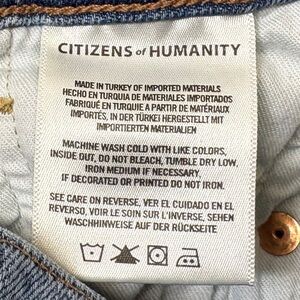 CITIZENS of HUMANITY
MADE IN TURKEY OF IMPORTED MATERIALS
HECHO EN TURQUIA DE MATERIALES IMPORTADOS
FABRIQUÉ EN TURQUIE A PARTIR DE MATÉRIAUX
IMPORTÉS, IN DER TÜRKEI HERGESTELLT MIT
IMPORTIERTEN MATERIALIEN
MACHINE WASH COLD WITH LIKE COLORS,
INSIDE OUT, DO NOT BLEACH, TUMBLE DRY LOW,
IRON MEDIUM IF NECESSARY,
IF DECORATED OR PRINTED DO NOT IRON.
SEE CARE ON REVERSE, VER EL CUIDADO EN EL
REVERSO, VOIR LE SOIN SUR L'INVERSE, SEHEN
WASCHHINWEISE AUF DER RÜCKSEITE